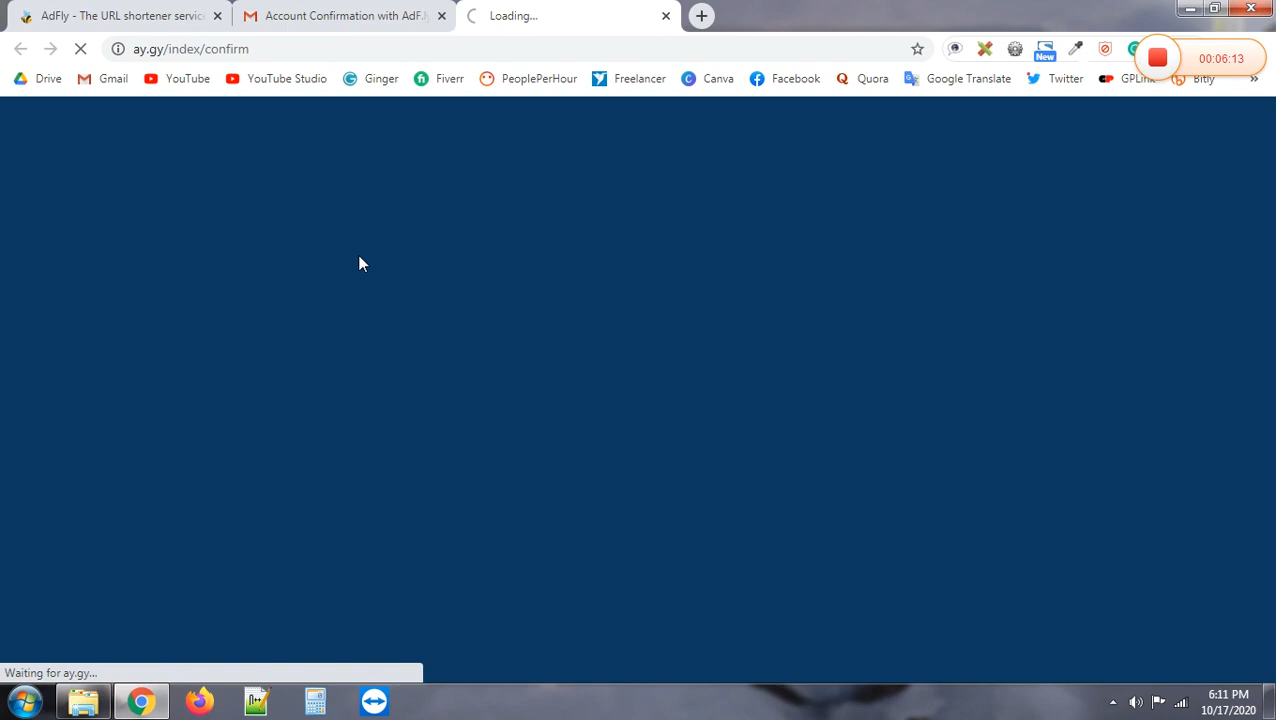 AdFly - The URL shortener service
Account Confirmation with AdF.l
Loading...
ay.gy/index/confirm
New
00:06:13
Drive
Gmail
YouTube
YouTube Studio
Ginger
Fiverr
PeoplePerHour
Freelancer
Canva
Facebook
Quora
Google Translate
Twitter
GPLink
Bitly
»
Waiting for ay.gy...
6:11 PM
10/17/2020